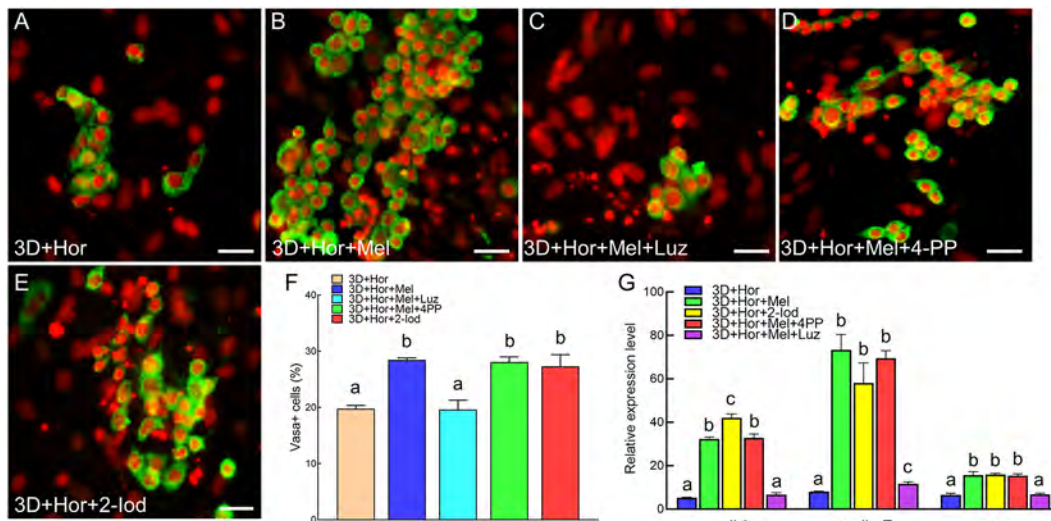 A
3D+Hor
B
3D+Hor+Mel
C
3D+Hor+Mel+Luz
D
3D+Hor+Mel+4-PP
E
3D+Hor+2-Iod
F
3D+Hor
3D+Hor+Mel
3D+Hor+Mel+Luz
3D+Hor+Mel+4PP
3D+Hor+2-Iod
Vasa+ cells (%)
40
30
20
10
0
a
b
a
b
b
G
3D+Hor
3D+Hor+Mel
3D+Hor+2-Iod
3D+Hor+Mel+4PP
3D+Hor+Mel+Luz
Relative expression level
100
80
60
40
20
0
a
b
c
b
a
a
b
b
b
c
a
b
b
b
a